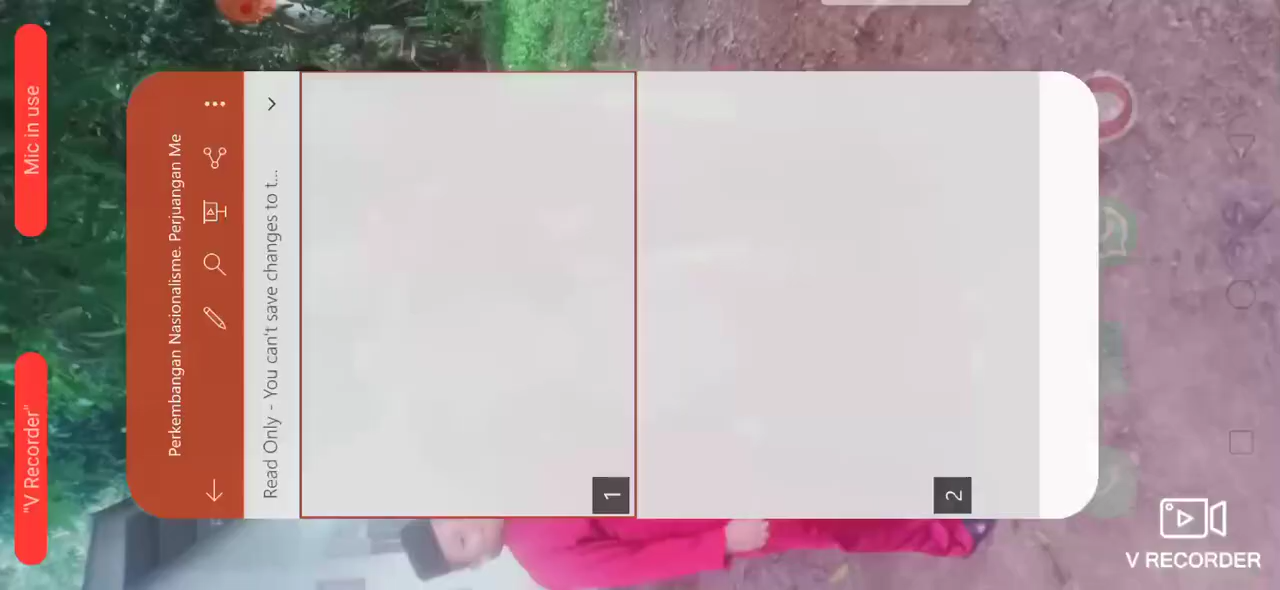 Mic in use
"V Recorder"
Perkembangan Nasionalisme. Perjuangan Me
Read Only - You can't save changes to t...
1
2
V RECORDER